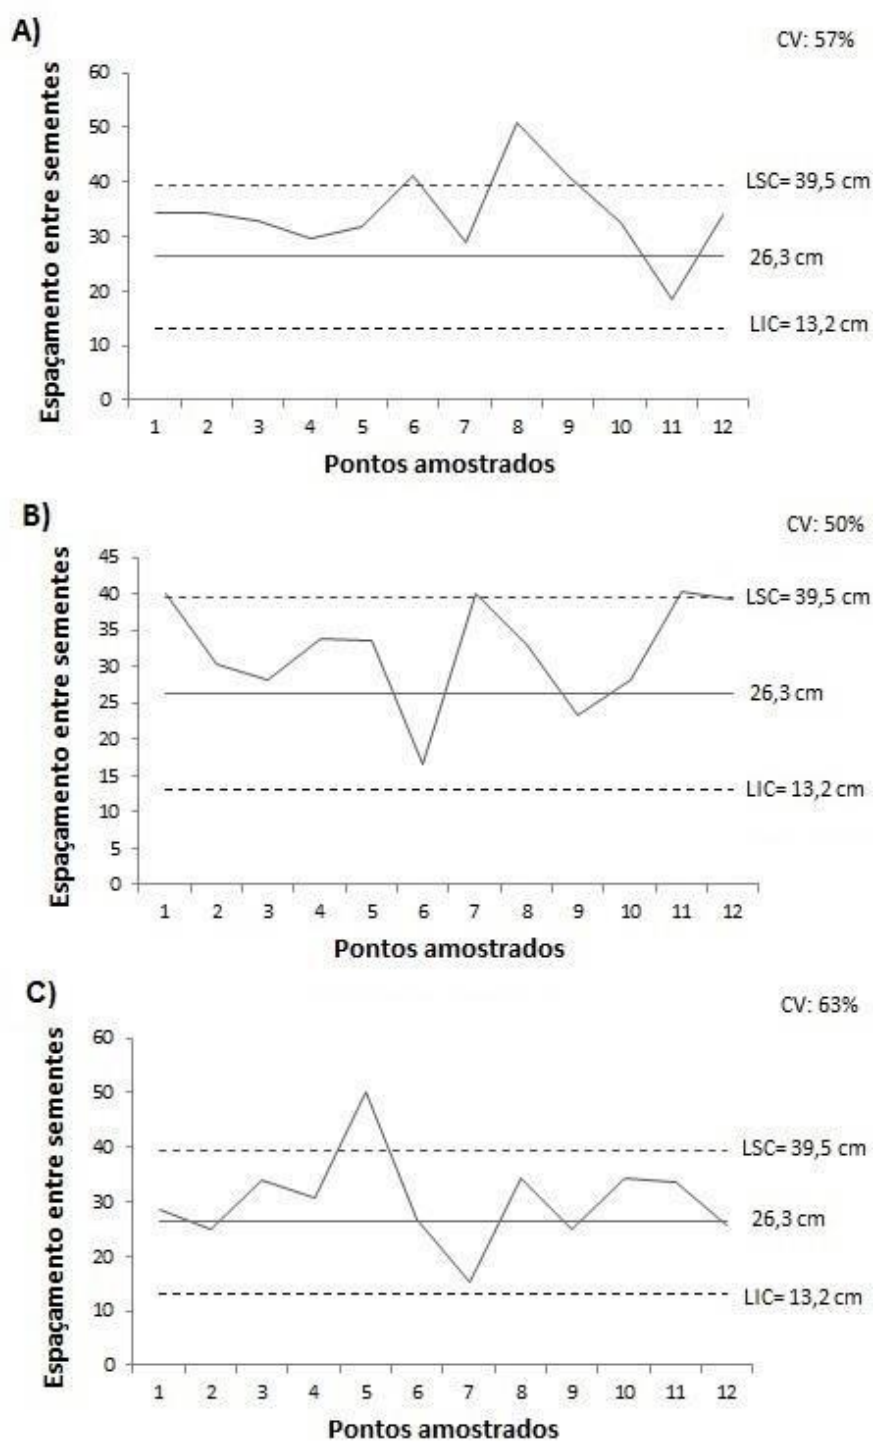 A)
CV: 57%
Espaçamento entre sementes
60
50
40
30
20
10
0
LSC= 39,5 cm
26,3 cm
LIC= 13,2 cm
1 2 3 4 5 6 7 8 9 10 11 12
Pontos amostrados
B)
CV: 50%
Espaçamento entre sementes
45
40
35
30
25
20
15
10
5
0
LSC= 39,5 cm
26,3 cm
LIC= 13,2 cm
1 2 3 4 5 6 7 8 9 10 11 12
Pontos amostrados
C)
CV: 63%
Espaçamento entre sementes
60
50
40
30
20
10
0
LSC= 39,5 cm
26,3 cm
LIC= 13,2 cm
1 2 3 4 5 6 7 8 9 10 11 12
Pontos amostrados